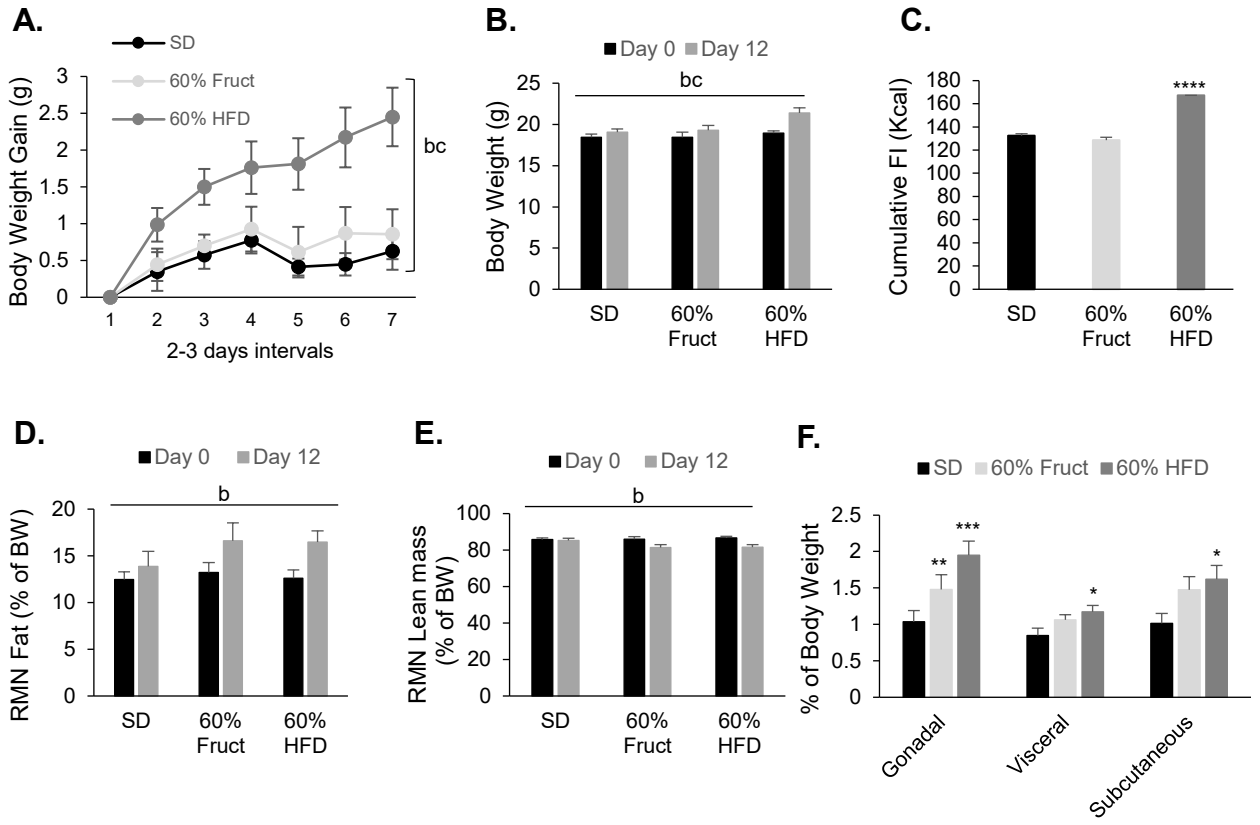 A.
SD
60% Fruct
60% HFD
Body Weight Gain (g)
3
2.5
2
1.5
1
0.5
0
1 2 3 4 5 6 7
2-3 days intervals
bc
B.
Day 0 Day 12
bc
Body Weight (g)
25
20
15
10
5
0
SD 60% 60%
Fruct HFD
C.
Cumulative FI (Kcal)
180
160
140
120
100
80
60
40
20
0
****
SD 60% 60%
Fruct HFD
D.
Day 0 Day 12
b
RMN Fat (% of BW)
20
15
10
5
0
SD 60% 60%
Fruct HFD
E.
Day 0 Day 12
b
RMN Lean mass
(% of BW)
100
80
60
40
20
0
SD 60% 60%
Fruct HFD
F.
SD 60% Fruct 60% HFD
% of Body Weight
2.5
2
1.5
1
0.5
0
** *** * *
Gonadal
Visceral
Subcutaneous